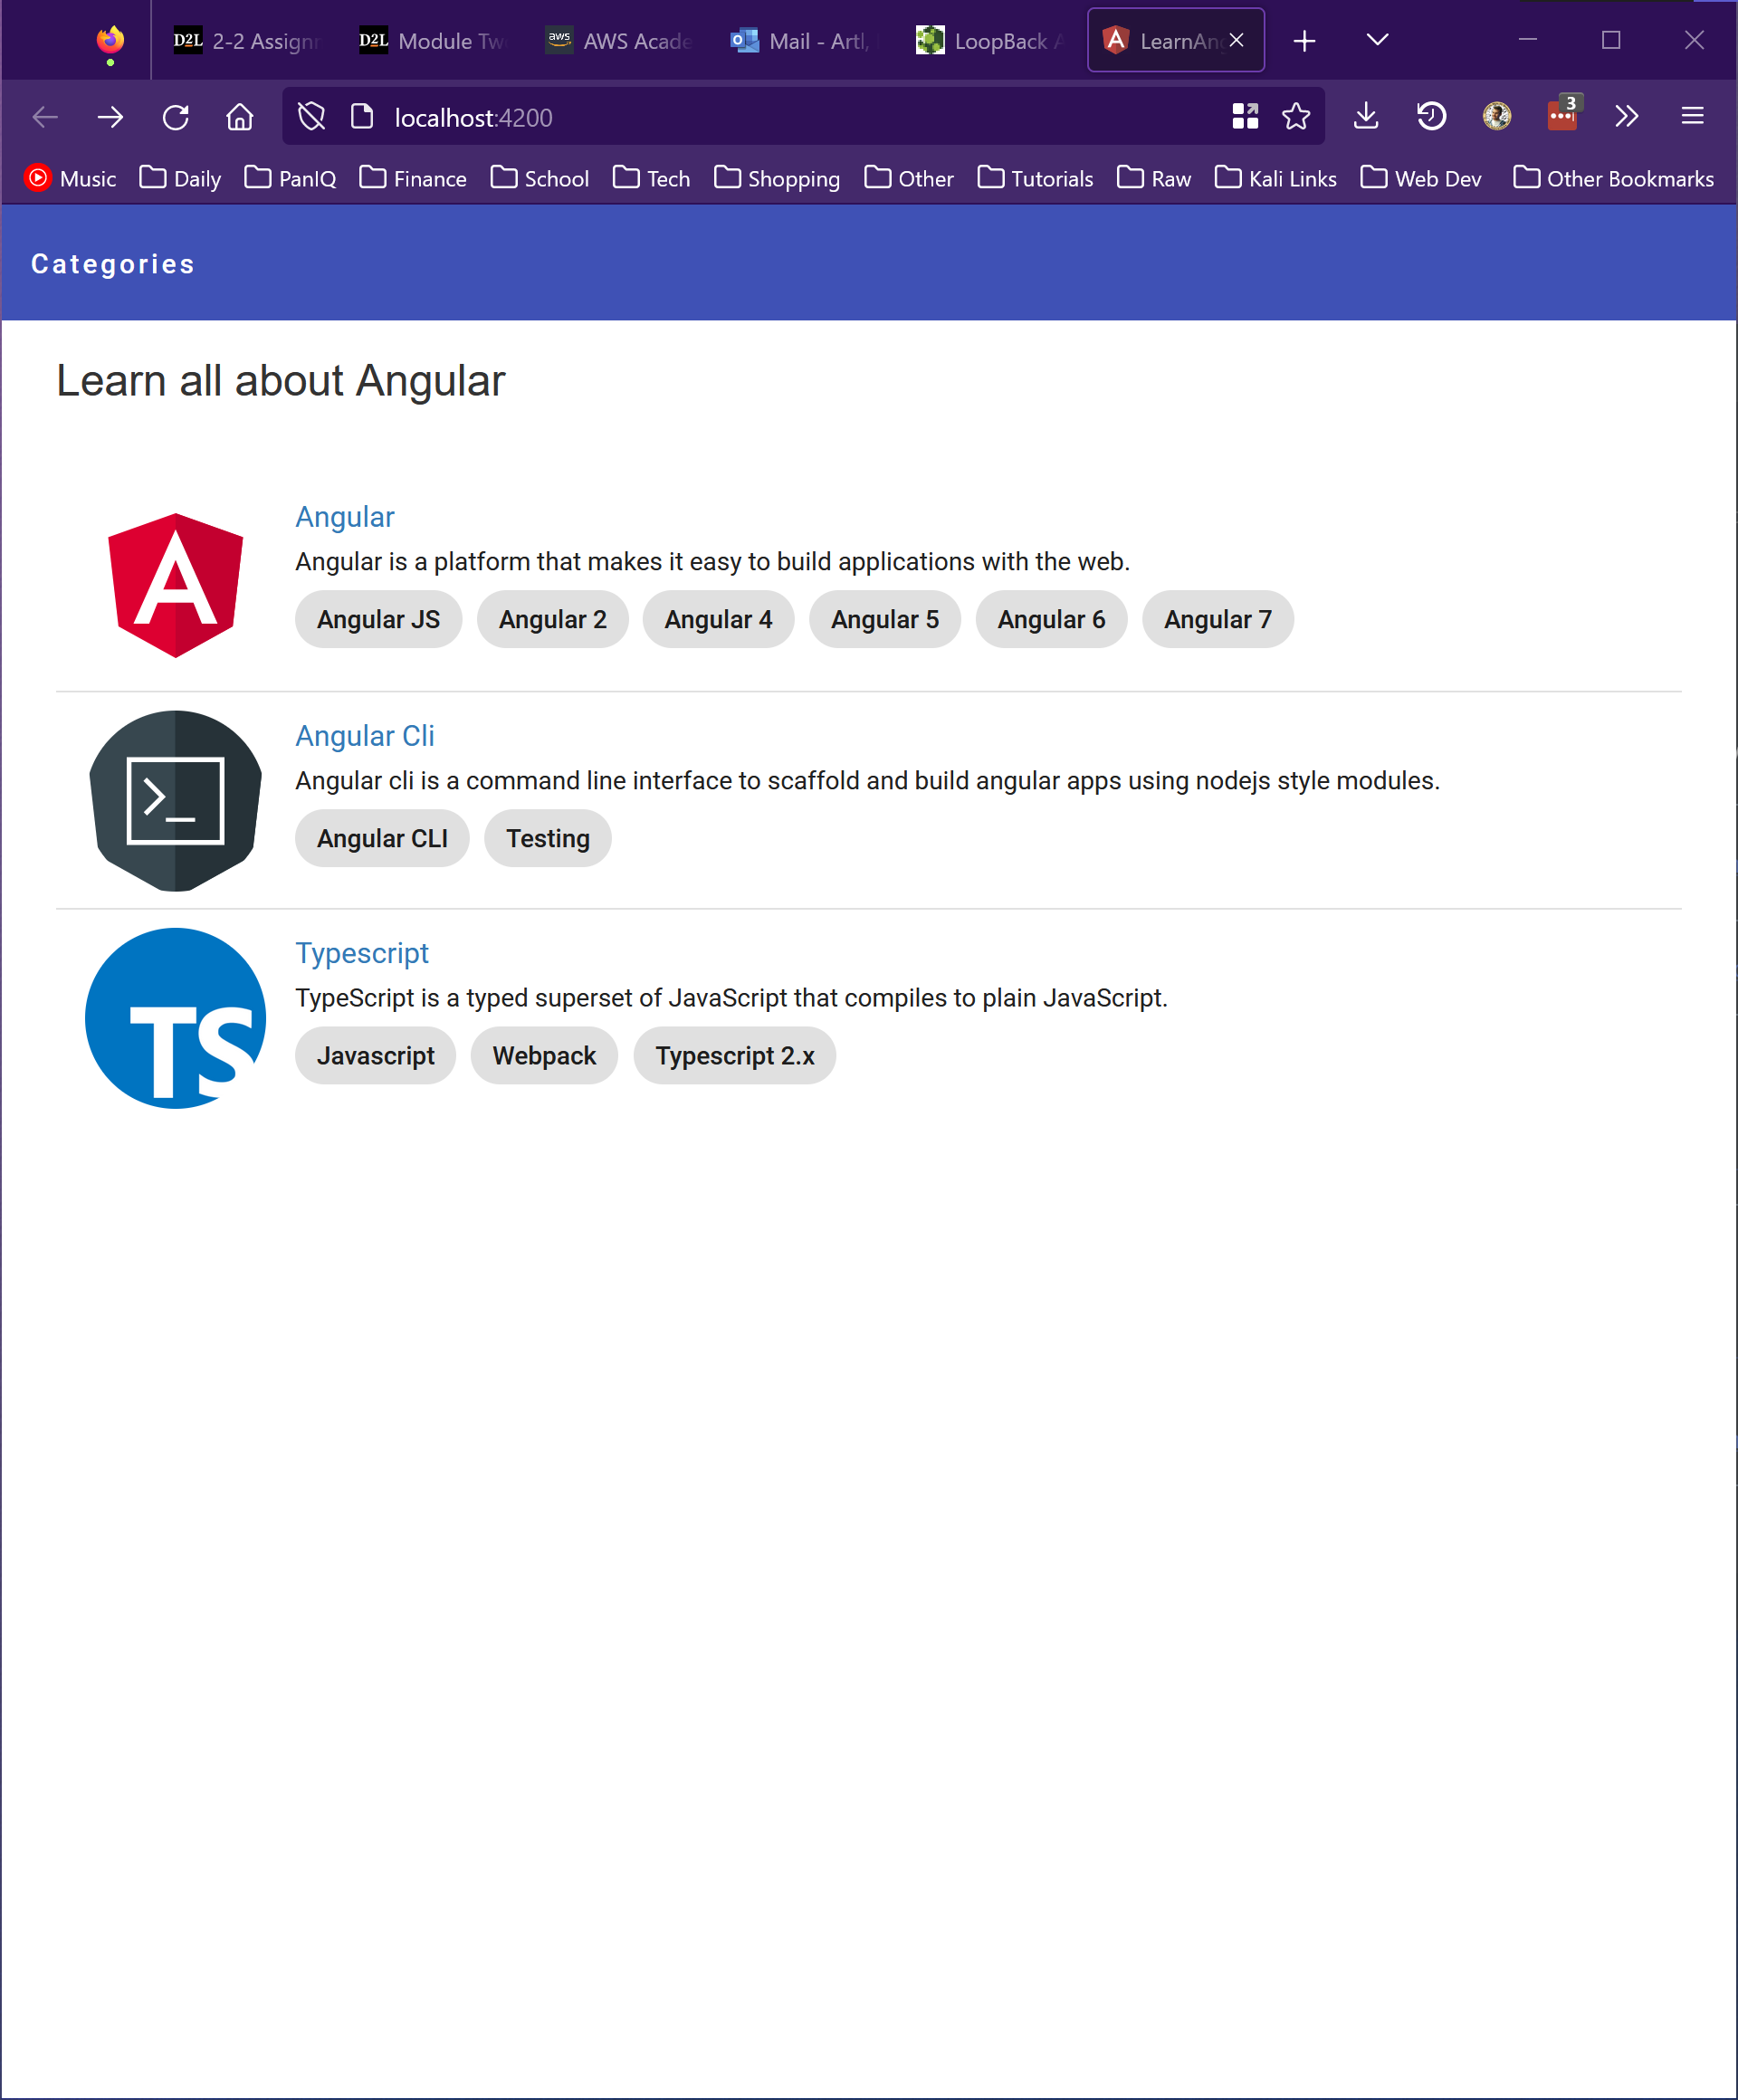 D2L 2-2 Assign D2L Module Tw aws AWS Acade Mail - Artl, LoopBack A LearnAng
localhost:4200
3
Music Daily PanIQ Finance School Tech Shopping Other Tutorials Raw Kali Links Web Dev Other Bookmarks
Categories
Learn all about Angular
Angular
Angular is a platform that makes it easy to build applications with the web.
Angular JS Angular 2 Angular 4 Angular 5 Angular 6 Angular 7
Angular Cli
Angular cli is a command line interface to scaffold and build angular apps using nodejs style modules.
Angular CLI Testing
TS
Typescript
TypeScript is a typed superset of JavaScript that compiles to plain JavaScript.
Javascript Webpack Typescript 2.x